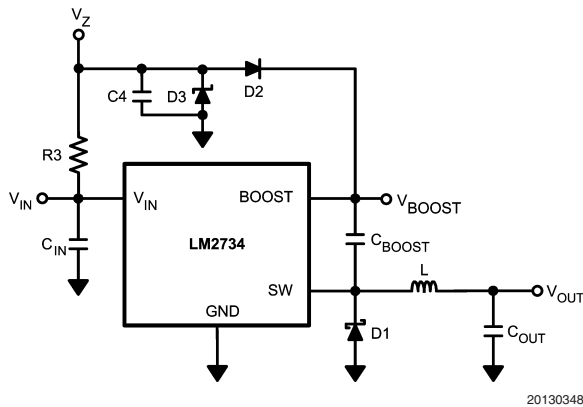 VZ
C4
D3
D2
R3
VIN
VIN
BOOST
VBOOST
CIN
LM2734
CBOOST
L
SW
VOUT
GND
D1
COUT
20130348